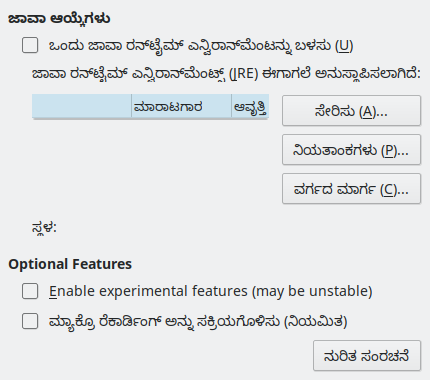 ಜಾವಾ ಆಯ್ಕೆಗಳು
ಒಂದು ಜಾವಾ ರನ್‌ಟೈಮ್ ಎನ್ವಿರಾನ್‌ಮೆಂಟನ್ನು ಬಳಸು (U)
ಜಾವಾ ರನ್‌ಟೈಮ್ ಎನ್ವಿರಾನ್‌ಮೆಂಟ್ಸ್ (JRE) ಈಗಾಗಲೆ ಅನುಸ್ಥಾಪಿಸಲಾಗಿದೆ:
ಮಾರಾಟಗಾರ ಆವೃತ್ತಿ
ಸೇರಿಸು (A)...
ನಿಯತಾಂಕಗಳು (P)...
ವರ್ಗದ ಮಾರ್ಗ (C)...
ಸ್ಥಳ:
Optional Features
Enable experimental features (may be unstable)
ಮ್ಯಾಕ್ರೊ ರೆಕಾರ್ಡಿಂಗ್ ಅನ್ನು ಸಕ್ರಿಯಗೊಳಿಸಿ (ನಿಯಮಿತ)
ನುರಿತ ಸಂರಚನೆ